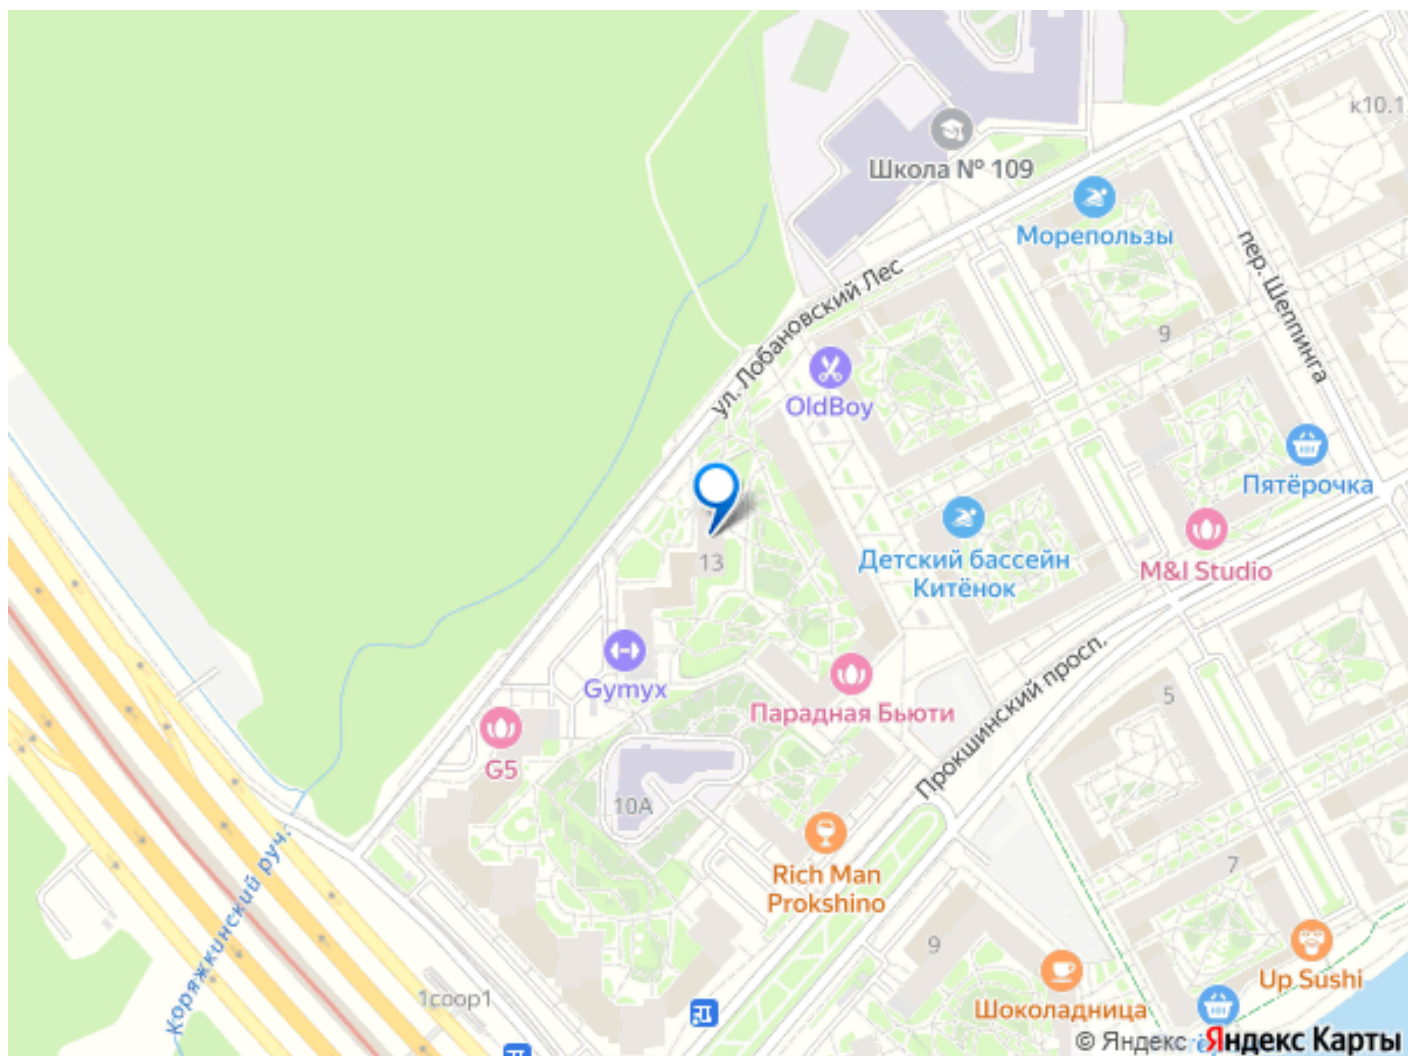 к10.1
Школа № 109
Морепользы
пер. Шеппинга
ул. Лобановский Лес
9
OldBoy
Пятёрочка
13
Детский бассейн
Китёнок
M&I Studio
Gymyx
Парадная Бьюти
Прокшинский просп.
5
G5
10А
Rich Man
Prokshino
7
Коряжкинский руч.
9
Up Sushi
1соор1
Шоколадница
© Яндекс Яндекс Карты